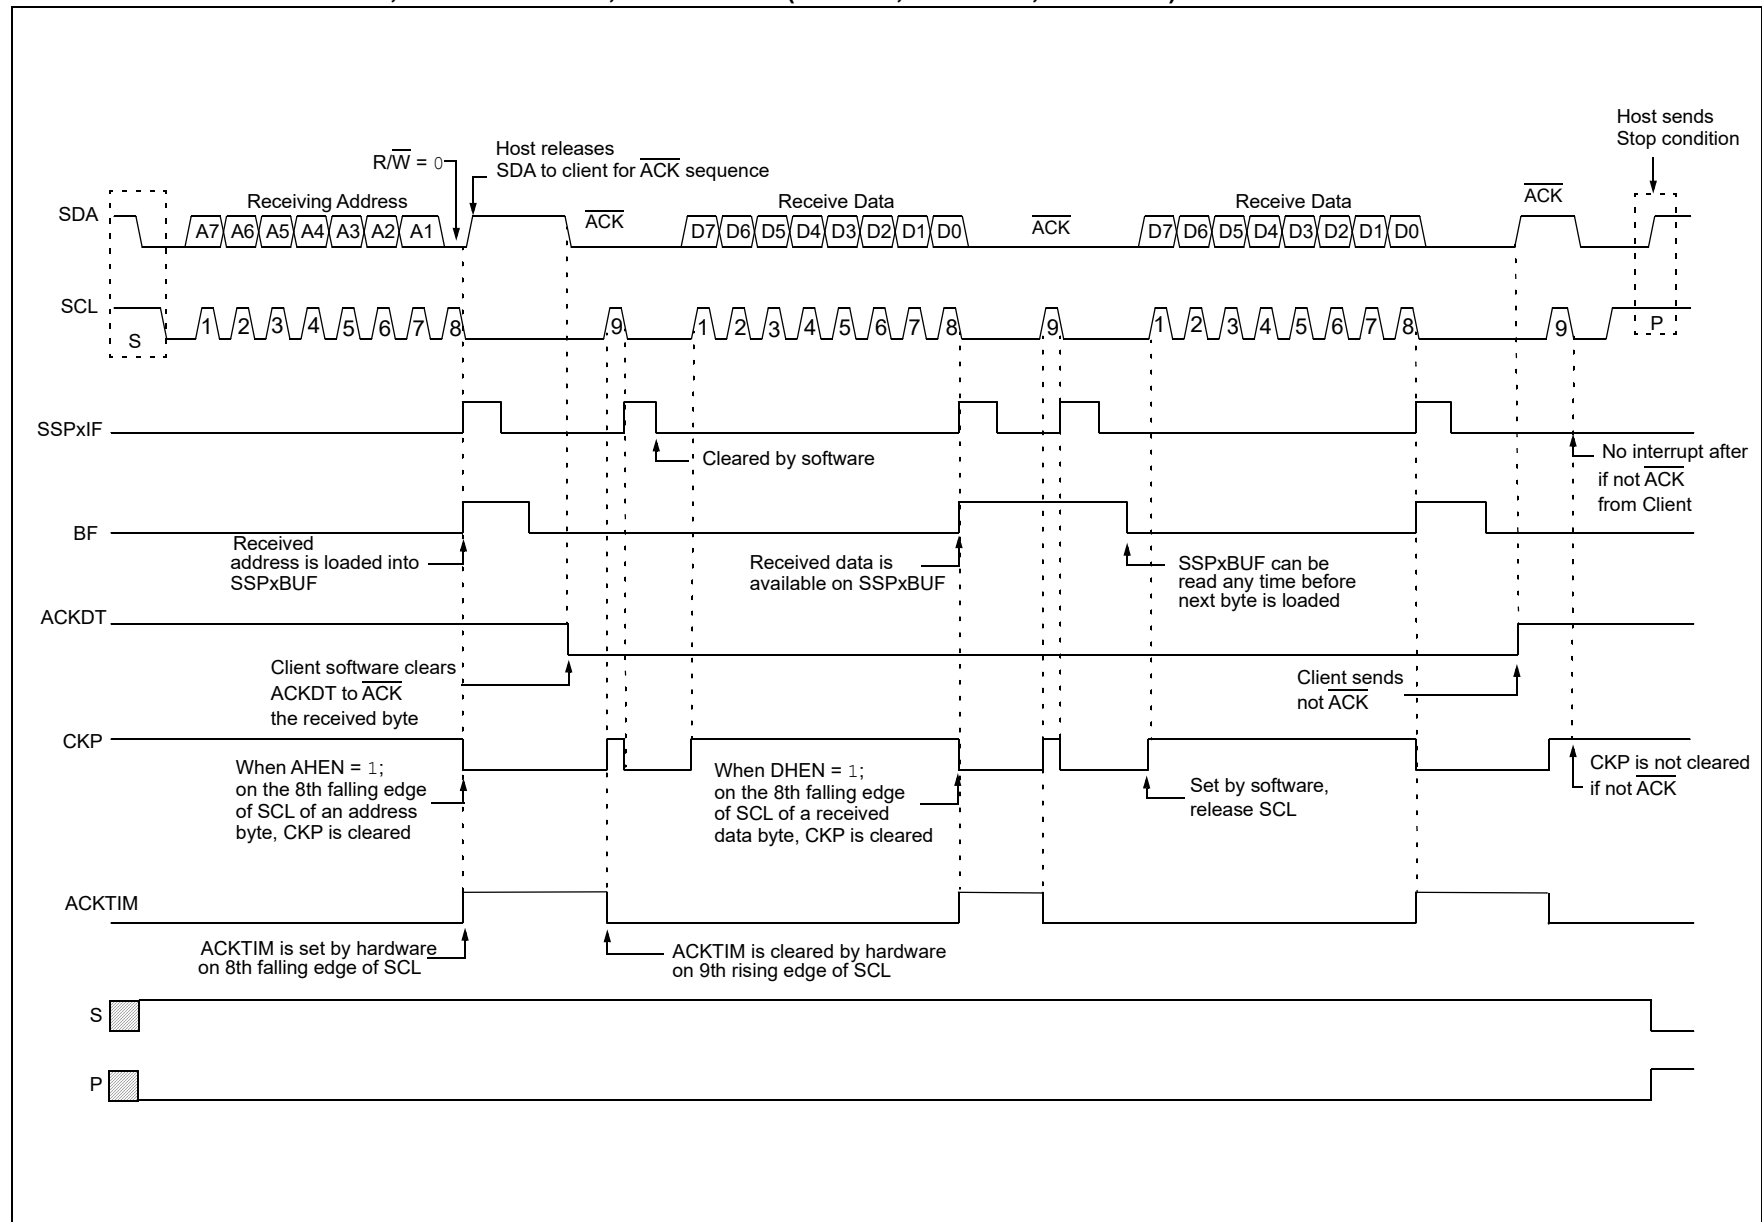 Host sends
Stop condition
Host releases
SDA to client for ACK sequence
R/W = 0
Receiving Address
ACK
Receive Data
ACK
Receive Data
ACK
SDA
A7 A6 A5 A4 A3 A2 A1
D7 D6 D5 D4 D3 D2 D1 D0
D7 D6 D5 D4 D3 D2 D1 D0
SCL
S
1 2 3 4 5 6 7 8 9
1 2 3 4 5 6 7 8 9
1 2 3 4 5 6 7 8 9
P
SSPxIF
Cleared by software
No interrupt after
if not ACK
from Client
BF
Received
address is loaded into
SSPxBUF
Received data is
available on SSPxBUF
SSPxBUF can be
read any time before
next byte is loaded
ACKDT
Client software clears
ACKDT to ACK
the received byte
Client sends
not ACK
CKP
When AHEN = 1;
on the 8th falling edge
of SCL of an address
byte, CKP is cleared
When DHEN = 1;
on the 8th falling edge
of SCL of a received
data byte, CKP is cleared
Set by software,
release SCL
CKP is not cleared
if not ACK
ACKTIM
ACKTIM is set by hardware
on 8th falling edge of SCL
ACKTIM is cleared by hardware
on 9th rising edge of SCL
S
P